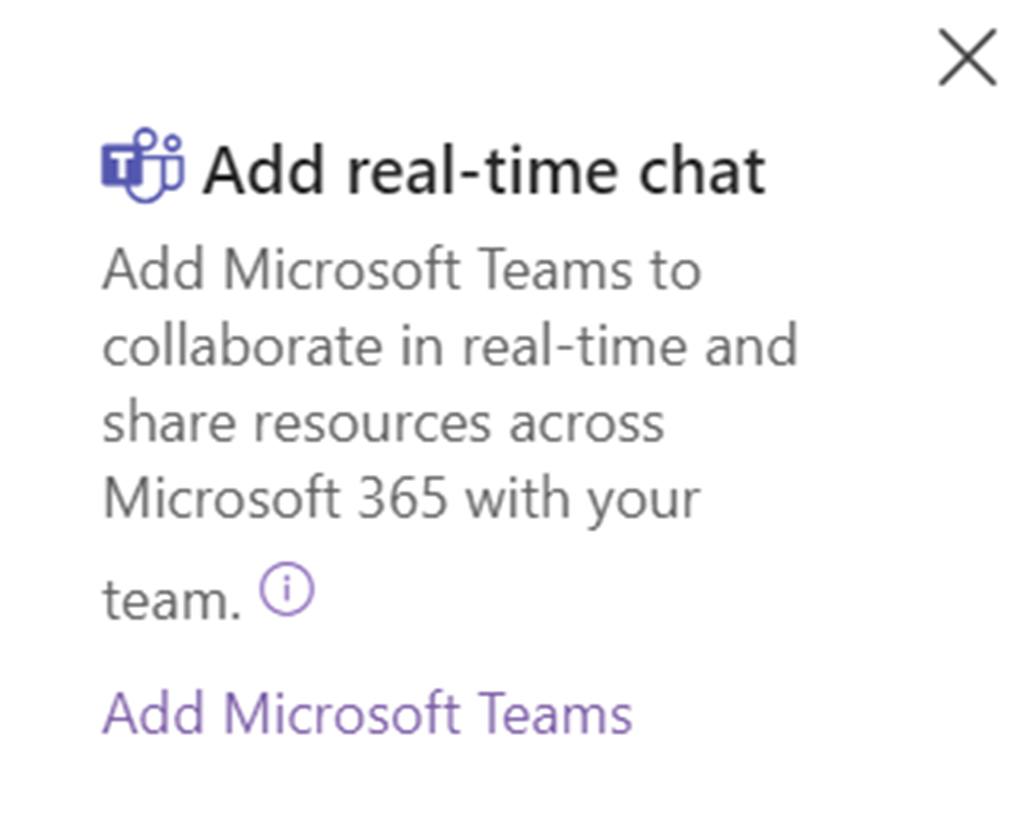 Add real-time chat
Add Microsoft Teams to
collaborate in real-time and
share resources across
Microsoft 365 with your
team. i
Add Microsoft Teams